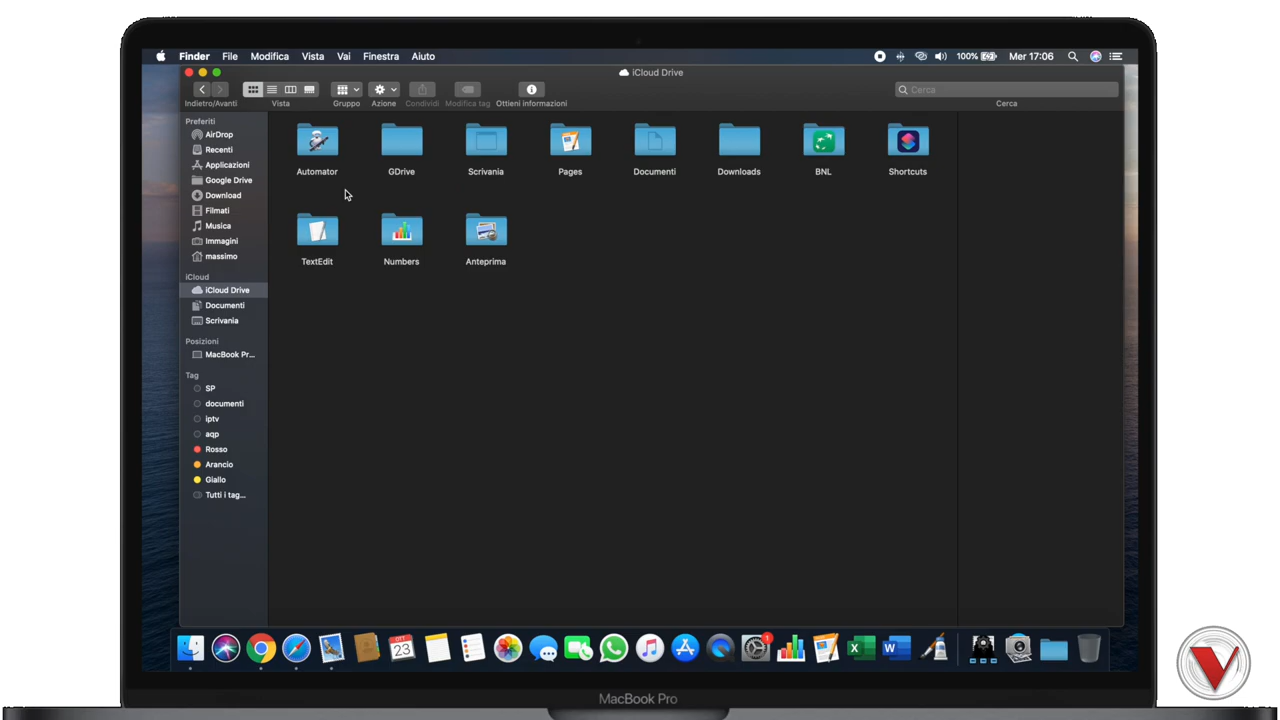 Finder File Modifica Vista Vai Finestra Aiuto 100% Mer 17:06
iCloud Drive
Cerca
Indietro/Avanti Vista Gruppo Azione Condividi Modifica tag Ottieni informazioni Cerca
Preferiti
AirDrop
Recenti
Applicazioni
Google Drive
Download
Filmati
Musica
Immagini
massimo
iCloud
iCloud Drive
Documenti
Scrivania
Posizioni
MacBook Pr...
Tag
SP
documenti
iptv
aqp
Rosso
Arancio
Giallo
Tutti i tag...
Automator GDrive Scrivania Pages Documenti Downloads BNL Shortcuts
TextEdit Numbers Anteprima
OTT
23
1
X
W
MacBook Pro